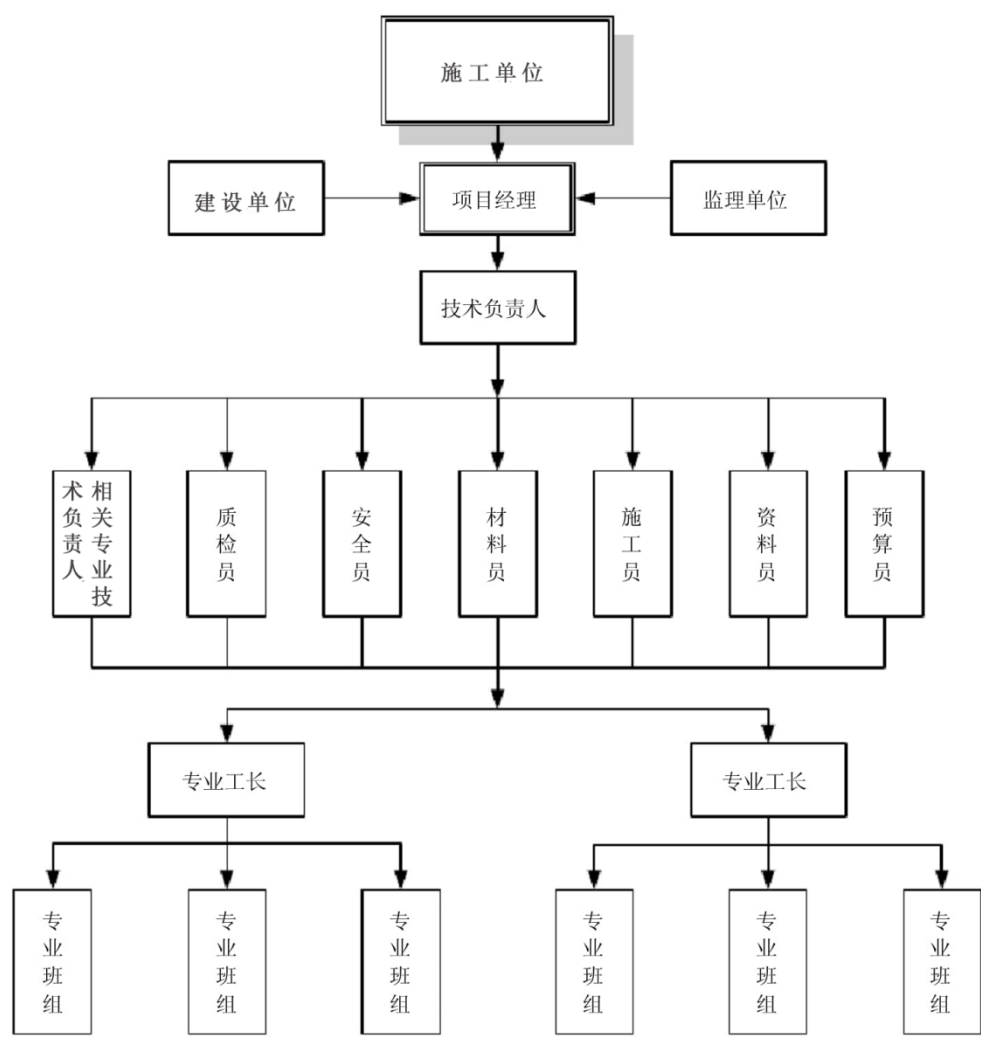 施工单位
建设单位
项目经理
监理单位
技术负责人
相关专业技
术负责人
质检员
安全员
材料员
施工员
资料员
预算员
专业工长
专业工长
专业班组
专业班组
专业班组
专业班组
专业班组
专业班组